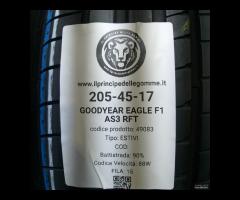 www.ilprincipedellegomme.it
205-45-17
GOODYEAR EAGLE F1
AS3 RFT
codice prodotto: 49083
Tipo: ESTIVI
COD:
Battistrada: 90%
Codice Velocità: 88W
FILA: 15